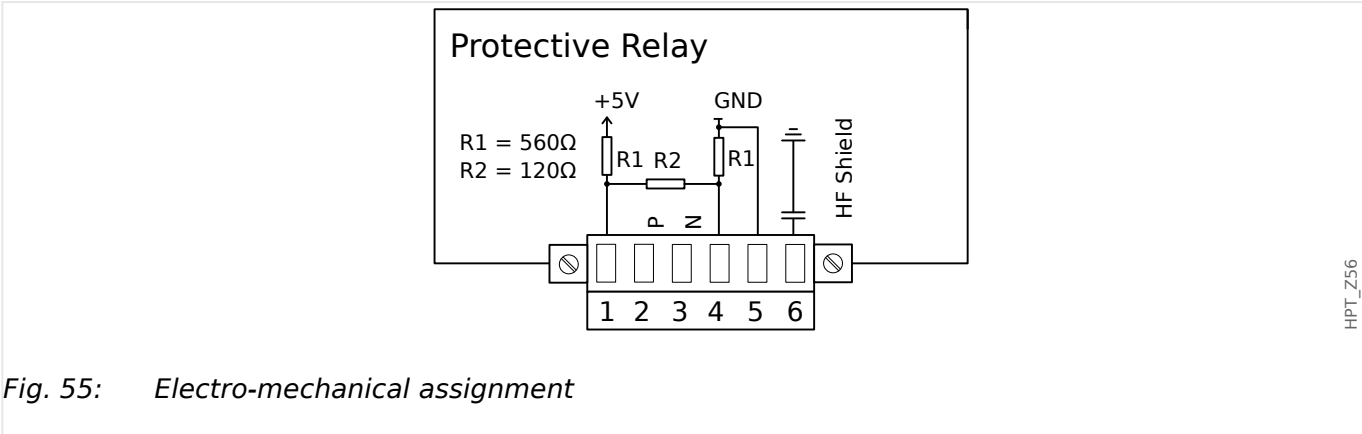 Protective Relay
+5V
GND
R1 = 560Ω
R2 = 120Ω
R1
R2
R1
HF Shield
P
N
1 2 3 4 5 6
HPT_Z56
Fig. 55: Electro-mechanical assignment